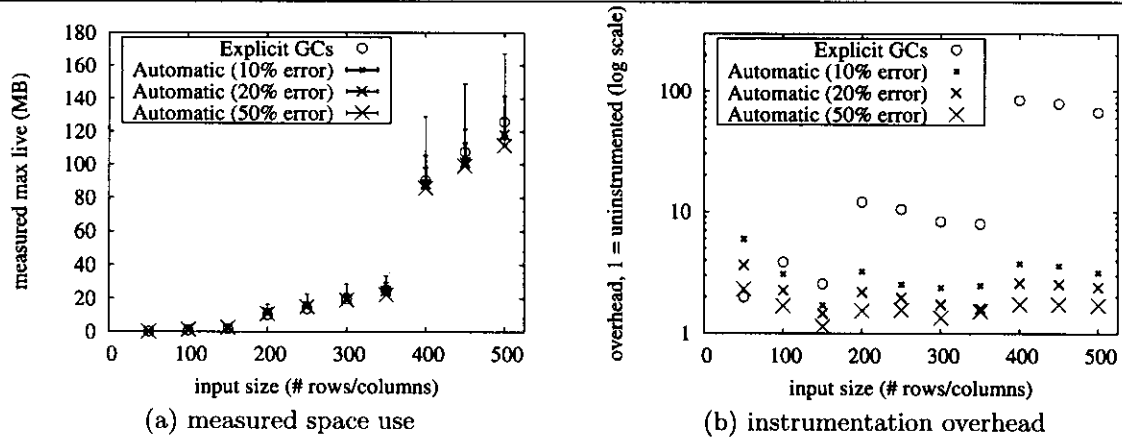 180
160
140
120
100
80
60
40
20
0
measured max live (MB)
Explicit GCs
Automatic (10% error)
Automatic (20% error)
Automatic (50% error)
0 100 200 300 400 500
input size (# rows/columns)
(a) measured space use
overhead, 1 = uninstrumented (log scale)
100
10
1
Explicit GCs
Automatic (10% error)
Automatic (20% error)
Automatic (50% error)
0 100 200 300 400 500
input size (# rows/columns)
(b) instrumentation overhead